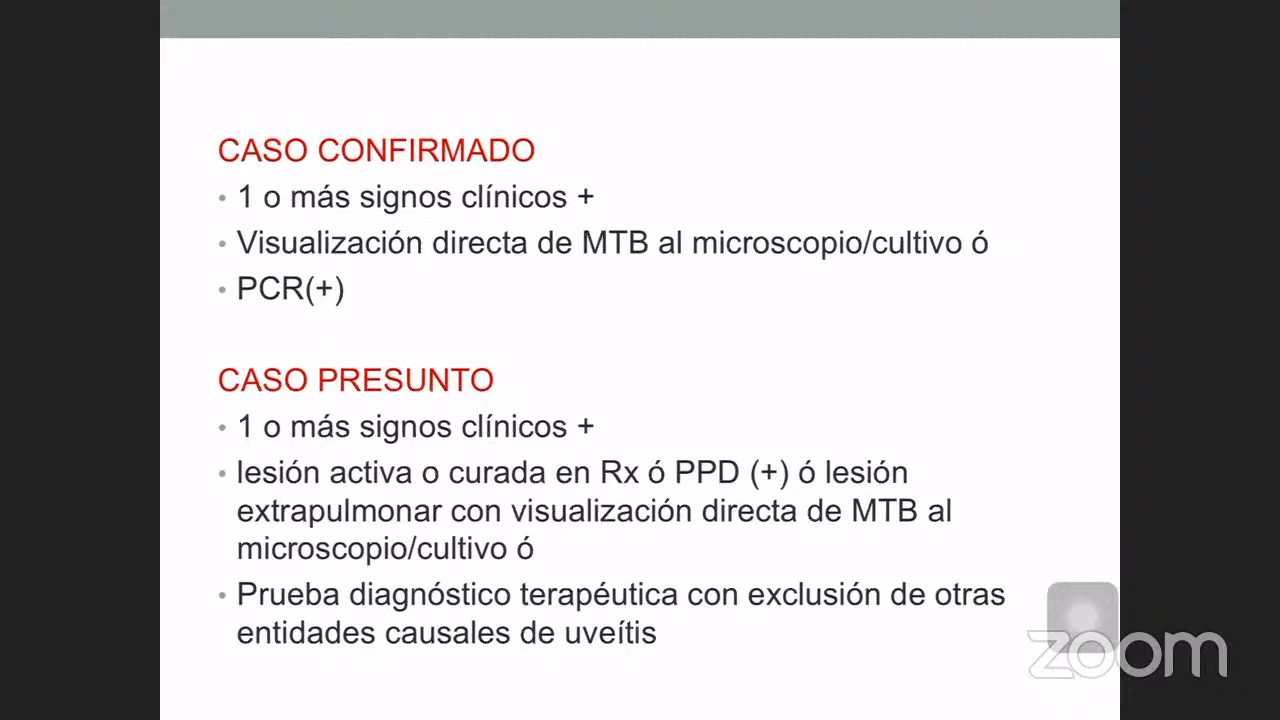 CASO CONFIRMADO
• 1 o más signos clínicos +
• Visualización directa de MTB al microscopio/cultivo ó
• PCR(+)
CASO PRESUNTO
• 1 o más signos clínicos +
• lesión activa o curada en Rx ó PPD (+) ó lesión
extrapulmonar con visualización directa de MTB al
microscopio/cultivo ó
• Prueba diagnóstico terapéutica con exclusión de otras
entidades causales de uveítis
zoom